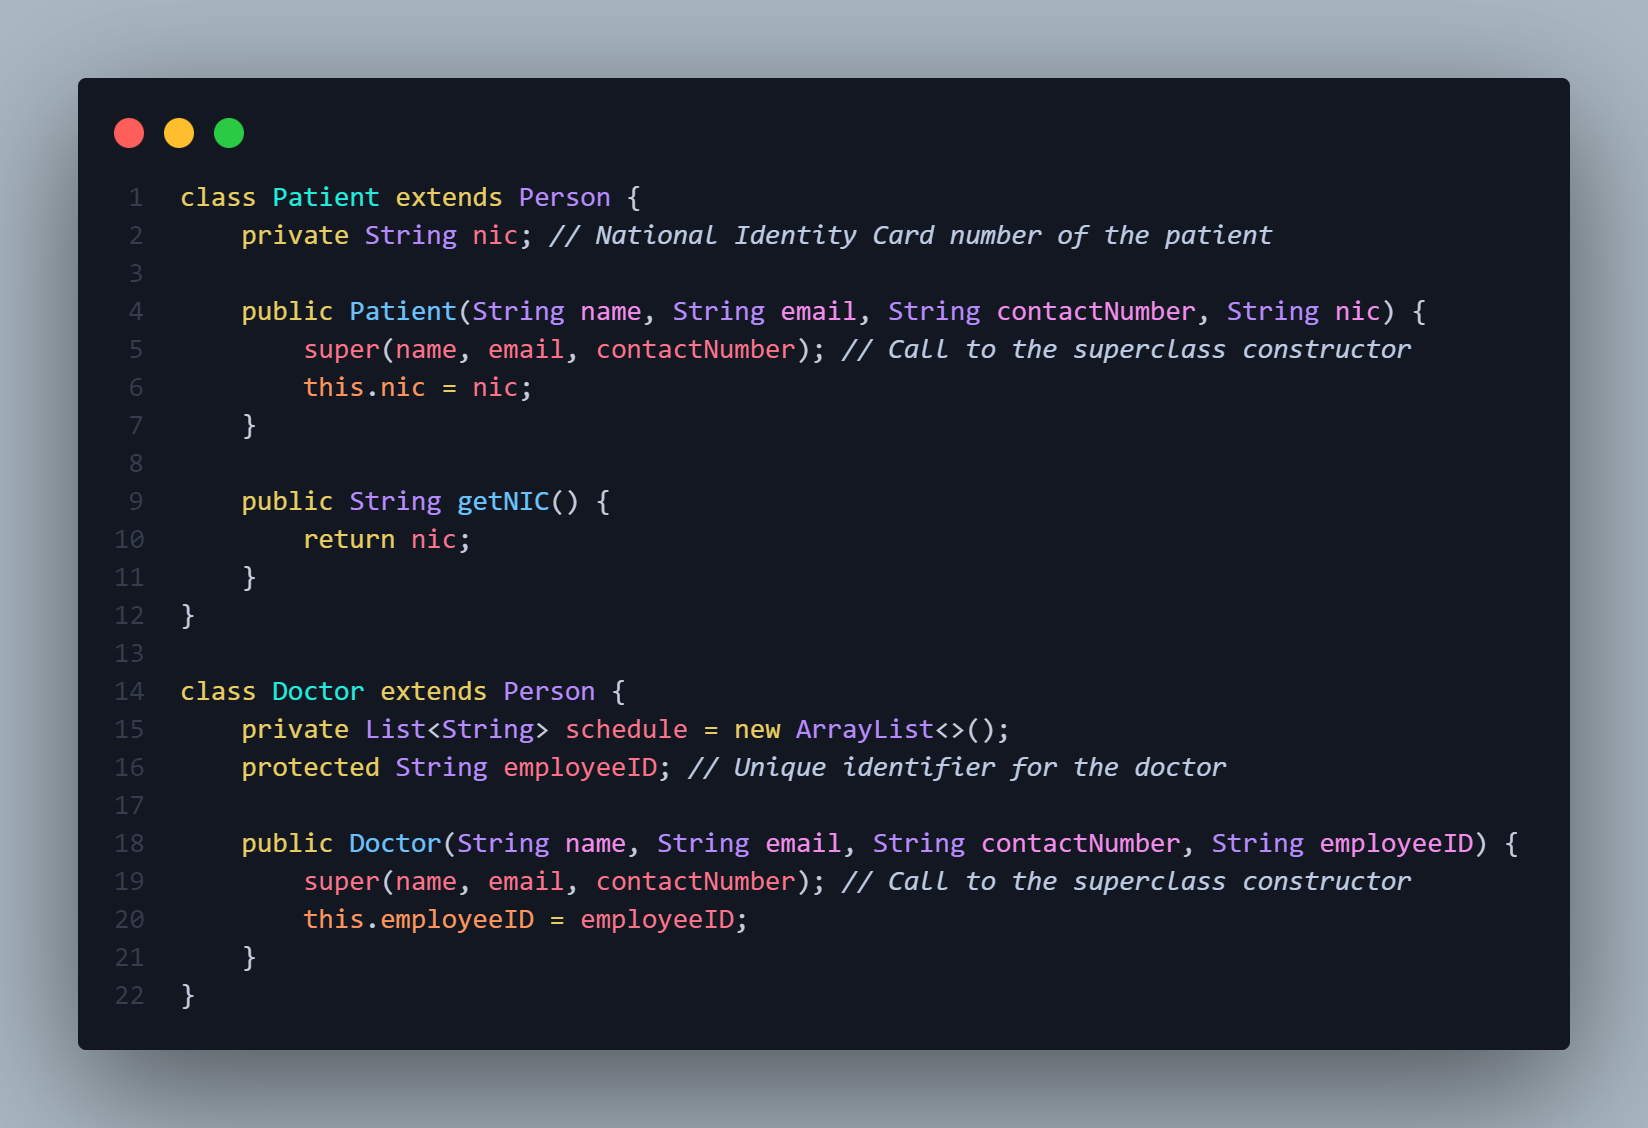 1 class Patient extends Person {
2     private String nic; // National Identity Card number of the patient
3
4     public Patient(String name, String email, String contactNumber, String nic) {
5         super(name, email, contactNumber); // Call to the superclass constructor
6         this.nic = nic;
7     }
8
9     public String getNIC() {
10         return nic;
11     }
12 }
13
14 class Doctor extends Person {
15     private List<String> schedule = new ArrayList<>();
16     protected String employeeID; // Unique identifier for the doctor
17
18     public Doctor(String name, String email, String contactNumber, String employeeID) {
19         super(name, email, contactNumber); // Call to the superclass constructor
20         this.employeeID = employeeID;
21     }
22 }